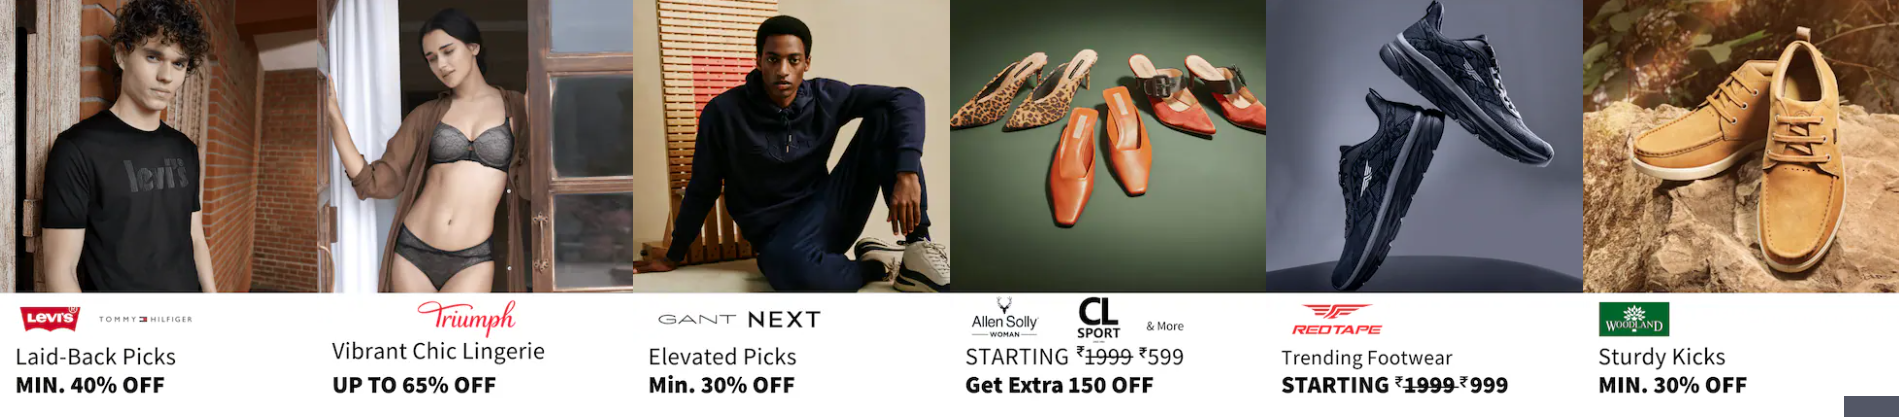 levi's
LEVI'S®
TOMMY HILFIGER
Laid-Back Picks
MIN. 40% OFF
Triumph
Vibrant Chic Lingerie
UP TO 65% OFF
GANT NEXT
Elevated Picks
Min. 30% OFF
Allen Solly
WOMAN
CL
SPORT
& More
STARTING ₹1999 ₹599
Get Extra 150 OFF
REDTAPE
Trending Footwear
STARTING ₹1999 ₹999
WOODLAND
Sturdy Kicks
MIN. 30% OFF